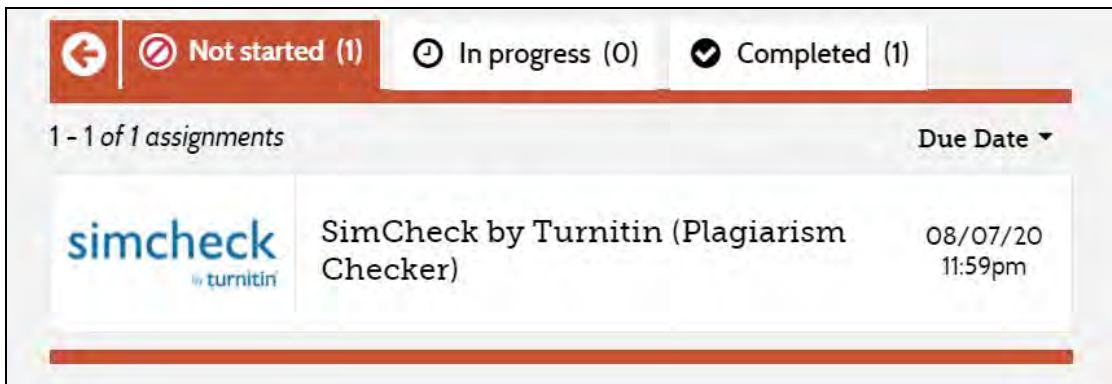 Not started (1)
In progress (0)
Completed (1)
1 - 1 of 1 assignments
Due Date
simcheck
by turnitin
SimCheck by Turnitin (Plagiarism
Checker)
08/07/20
11:59pm